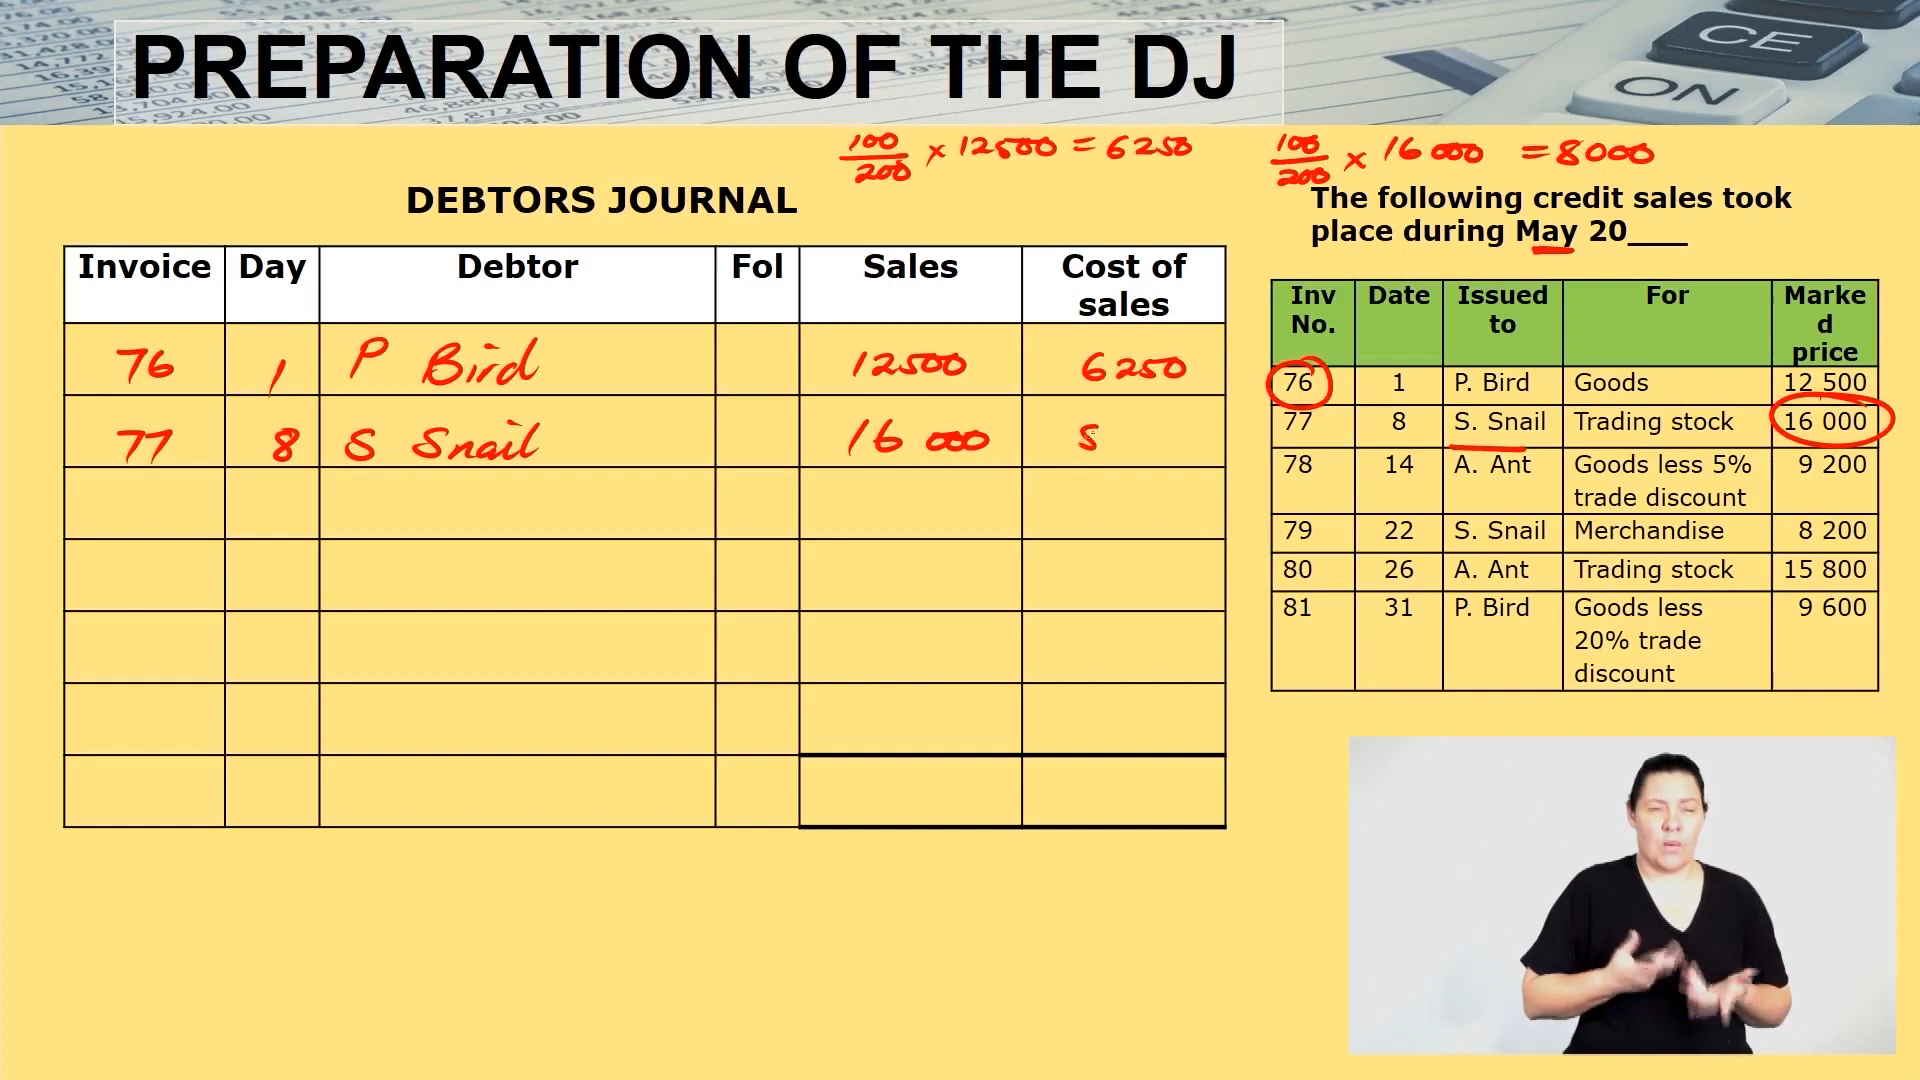 PREPARATION OF THE DJ
CE
ON
100/200 × 12500 = 6250
100/200 × 16 000 = 8000
DEBTORS JOURNAL
Invoice Day Debtor Fol Sales Cost of sales
76 1 P Bird 12500 6250
77 8 S Snail 16 000
The following credit sales took
place during May 20___
Inv No. Date Issued to For Marked price
76 1 P. Bird Goods 12 500
77 8 S. Snail Trading stock 16 000
78 14 A. Ant Goods less 5% trade discount 9 200
79 22 S. Snail Merchandise 8 200
80 26 A. Ant Trading stock 15 800
81 31 P. Bird Goods less 20% trade discount 9 600